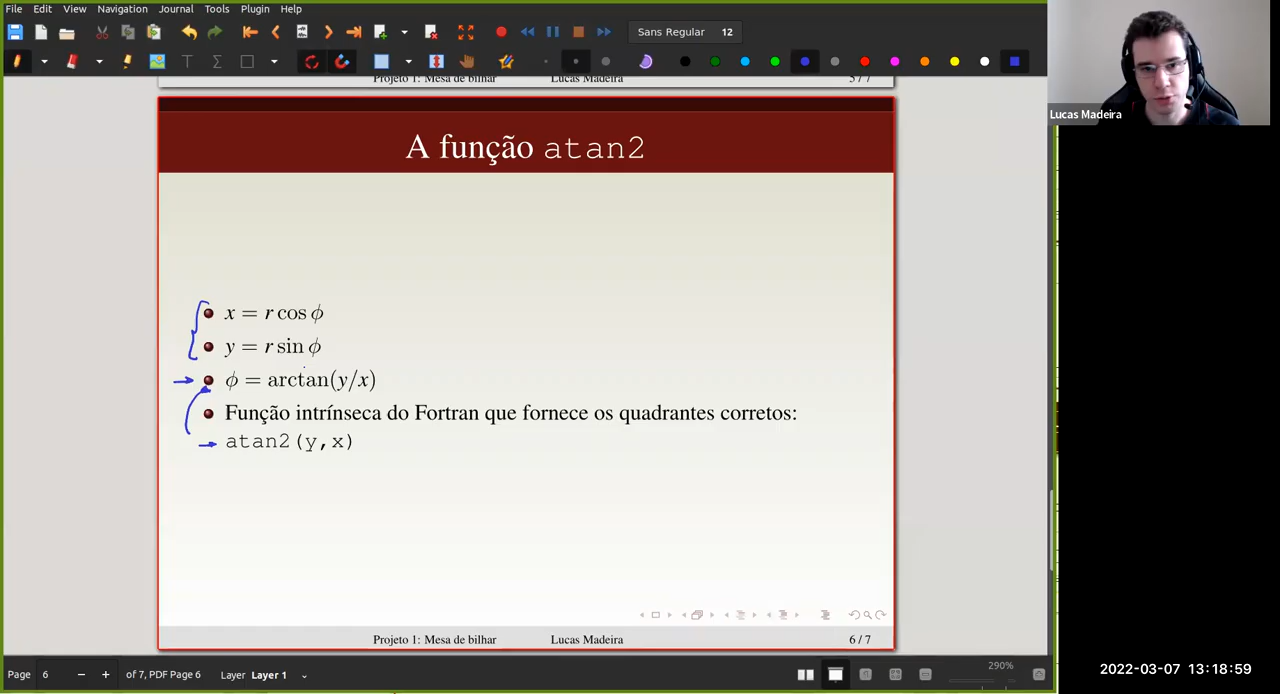 File Edit View Navigation Journal Tools Plugin Help
Sans Regular 12
Projeto 1: Mesa de bilhar Lucas Madeira 5 / 7
Lucas Madeira
A função atan2
x = r cos ϕ
y = r sin ϕ
ϕ = arctan(y/x)
Função intrínseca do Fortran que fornece os quadrantes corretos:
atan2(y,x)
Projeto 1: Mesa de bilhar Lucas Madeira 6 / 7
Page 6 − + of 7, PDF Page 6 Layer Layer 1 290%
2022-03-07 13:18:59